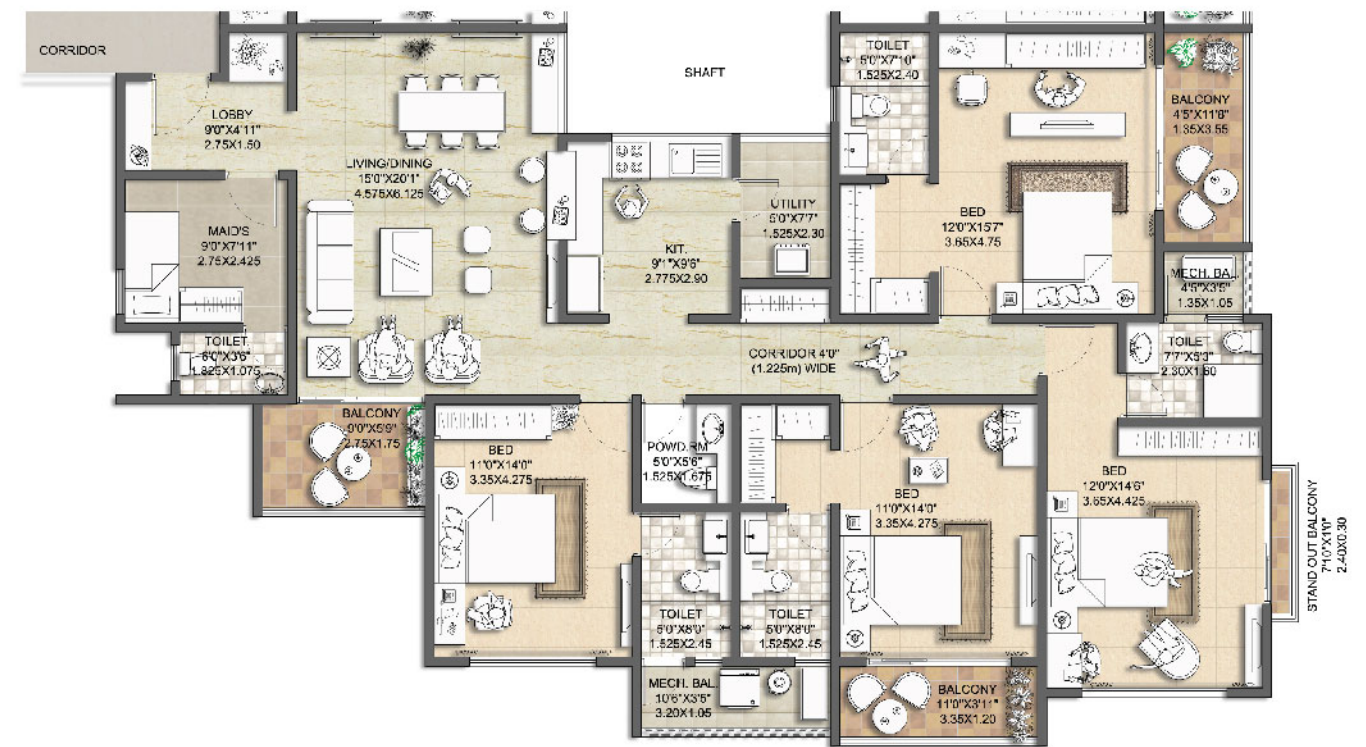 CORRIDOR
LOBBY
9'0"X4'11"
2.75X1.50
LIVING/DINING
15'0"X20'1"
4.575X6.125
SHAFT
TOILET
5'0"X7'10"
1.525X2.40
BALCONY
4'5"X11'8"
1.35X3.55
MAID'S
9'0"X7'11"
2.75X2.425
KIT.
9'1"X9'6"
2.775X2.90
UTILITY
5'0"X7'7"
1.525X2.30
BED
12'0"X15'7"
3.65X4.75
MECH. BAL.
4'5"X3'5"
1.35X1.05
TOILET
6'0"X3'6"
1.825X1.075
CORRIDOR 4'0"
(1.225m) WIDE
TOILET
7'7"X5'3"
2.30X1.60
BALCONY
9'0"X5'9"
2.75X1.75
BED
11'0"X14'0"
3.35X4.275
POWD.RM
5'0"X5'6"
1.525X1.675
BED
11'0"X14'0"
3.35X4.275
BED
12'0"X14'6"
3.65X4.425
STAND OUT BALCONY
7'10"X1'0"
2.40X0.30
TOILET
5'0"X8'0"
1.525X2.45
TOILET
5'0"X8'0"
1.525X2.45
MECH. BAL.
10'6"X3'5"
3.20X1.05
BALCONY
11'0"X3'11"
3.35X1.20